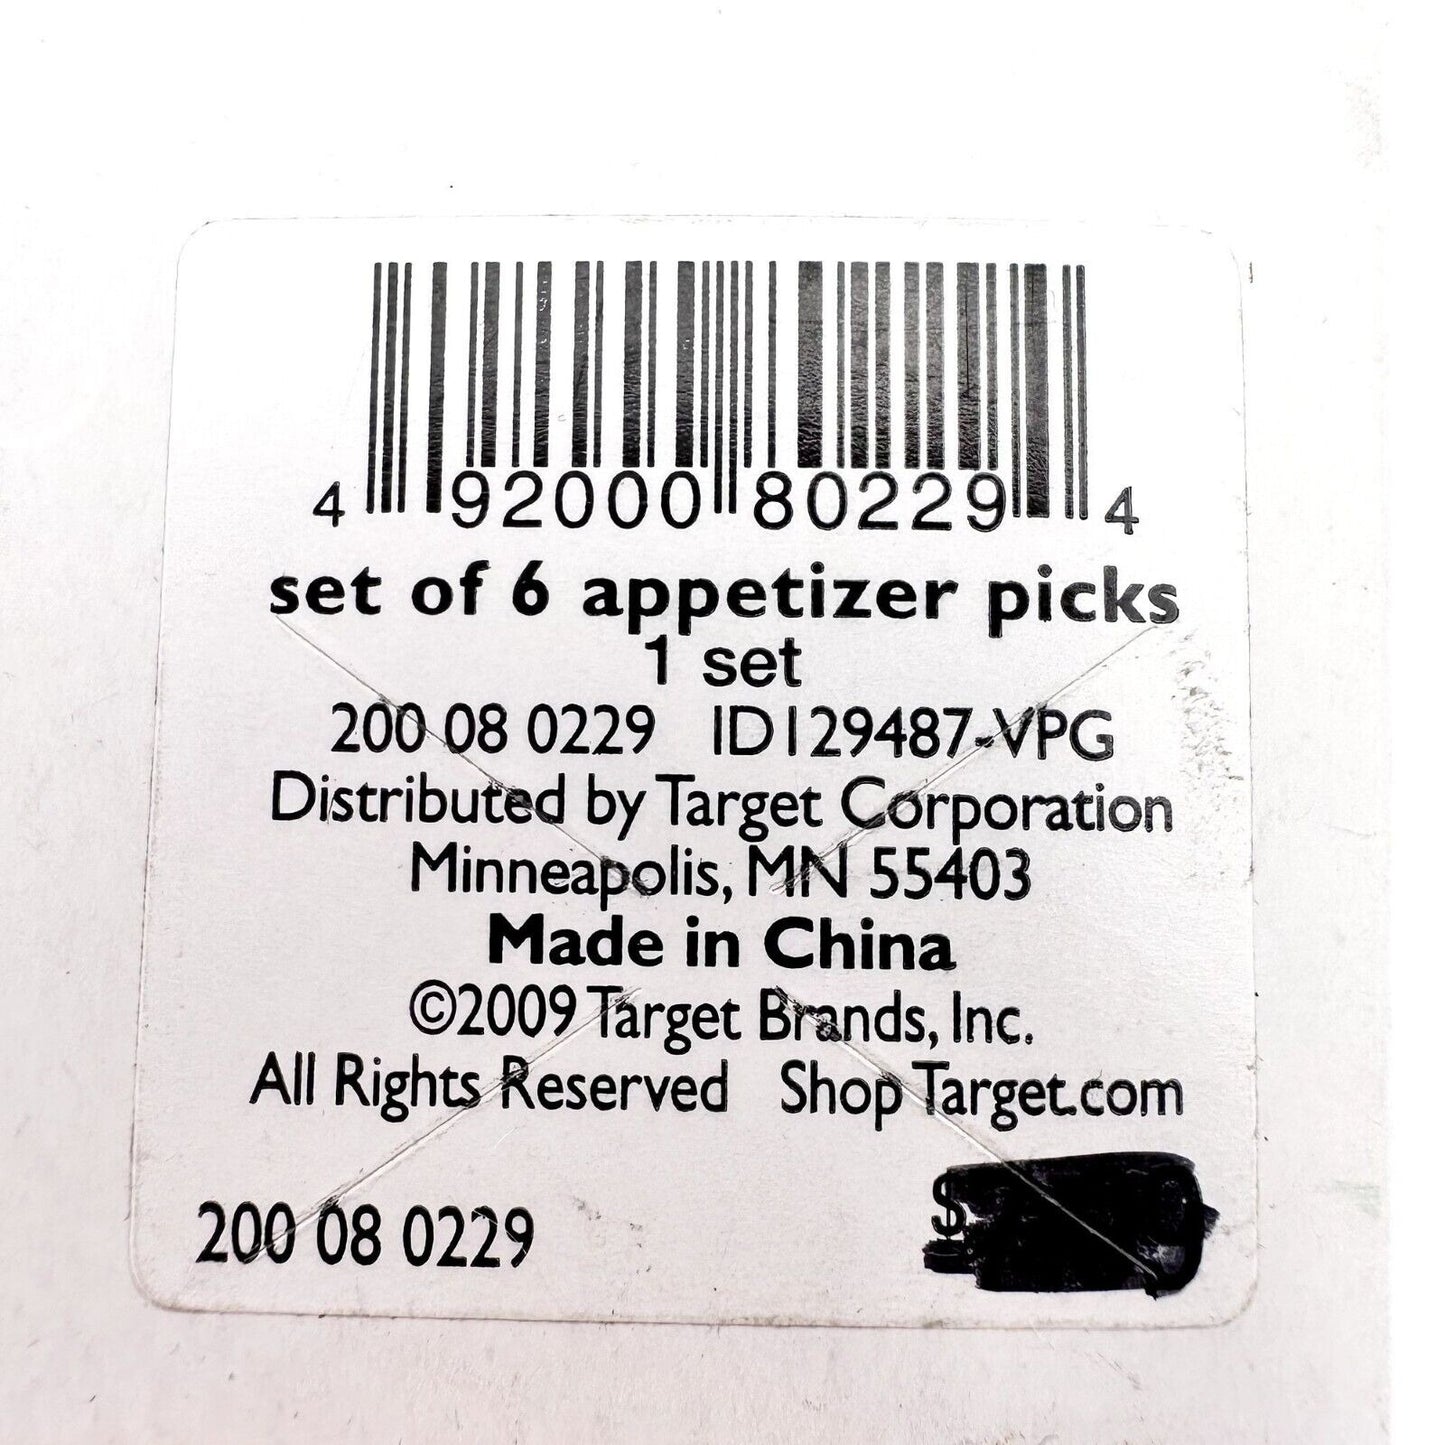 4 92000 80229 4
set of 6 appetizer picks
1 set
200 08 0229 ID129487-VPG
Distributed by Target Corporation
Minneapolis, MN 55403
Made in China
©2009 Target Brands, Inc.
All Rights Reserved Shop Target.com
200 08 0229 $